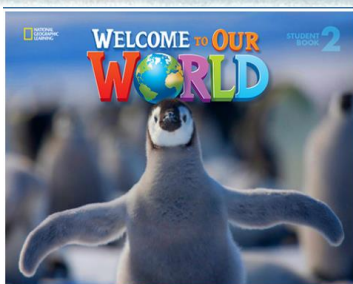 NATIONAL
GEOGRAPHIC
LEARNING
WELCOME TO OUR
WORLD
STUDENT
BOOK 2